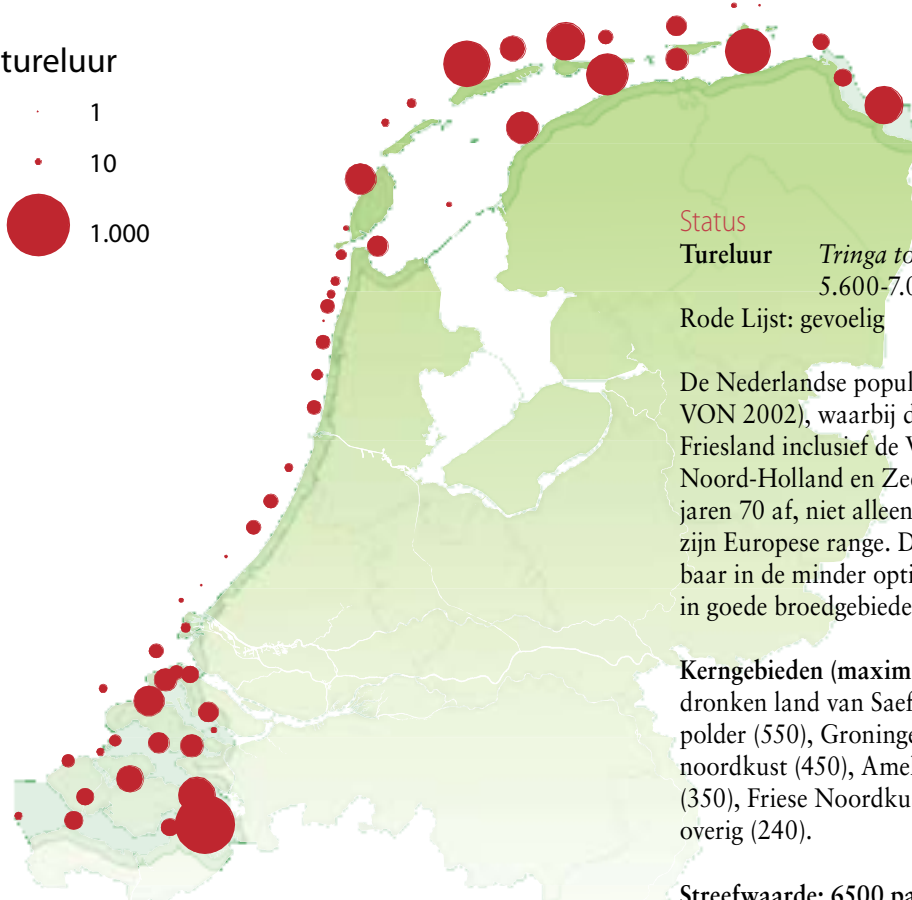 tureluur
1
10
1.000
Status
Tureluur Tringa to
5.600-7.0
Rode Lijst: gevoelig
De Nederlandse popul
VON 2002), waarbij d
Friesland inclusief de V
Noord-Holland en Zee
jaren 70 af, niet alleen
zijn Europese range. D
baar in de minder opti
in goede broedgebiede
Kerngebieden (maxim
dronken land van Saef
polder (550), Groninge
noordkust (450), Amel
(350), Friese Noordku
overig (240).
Streefwaarde: 6500 pa